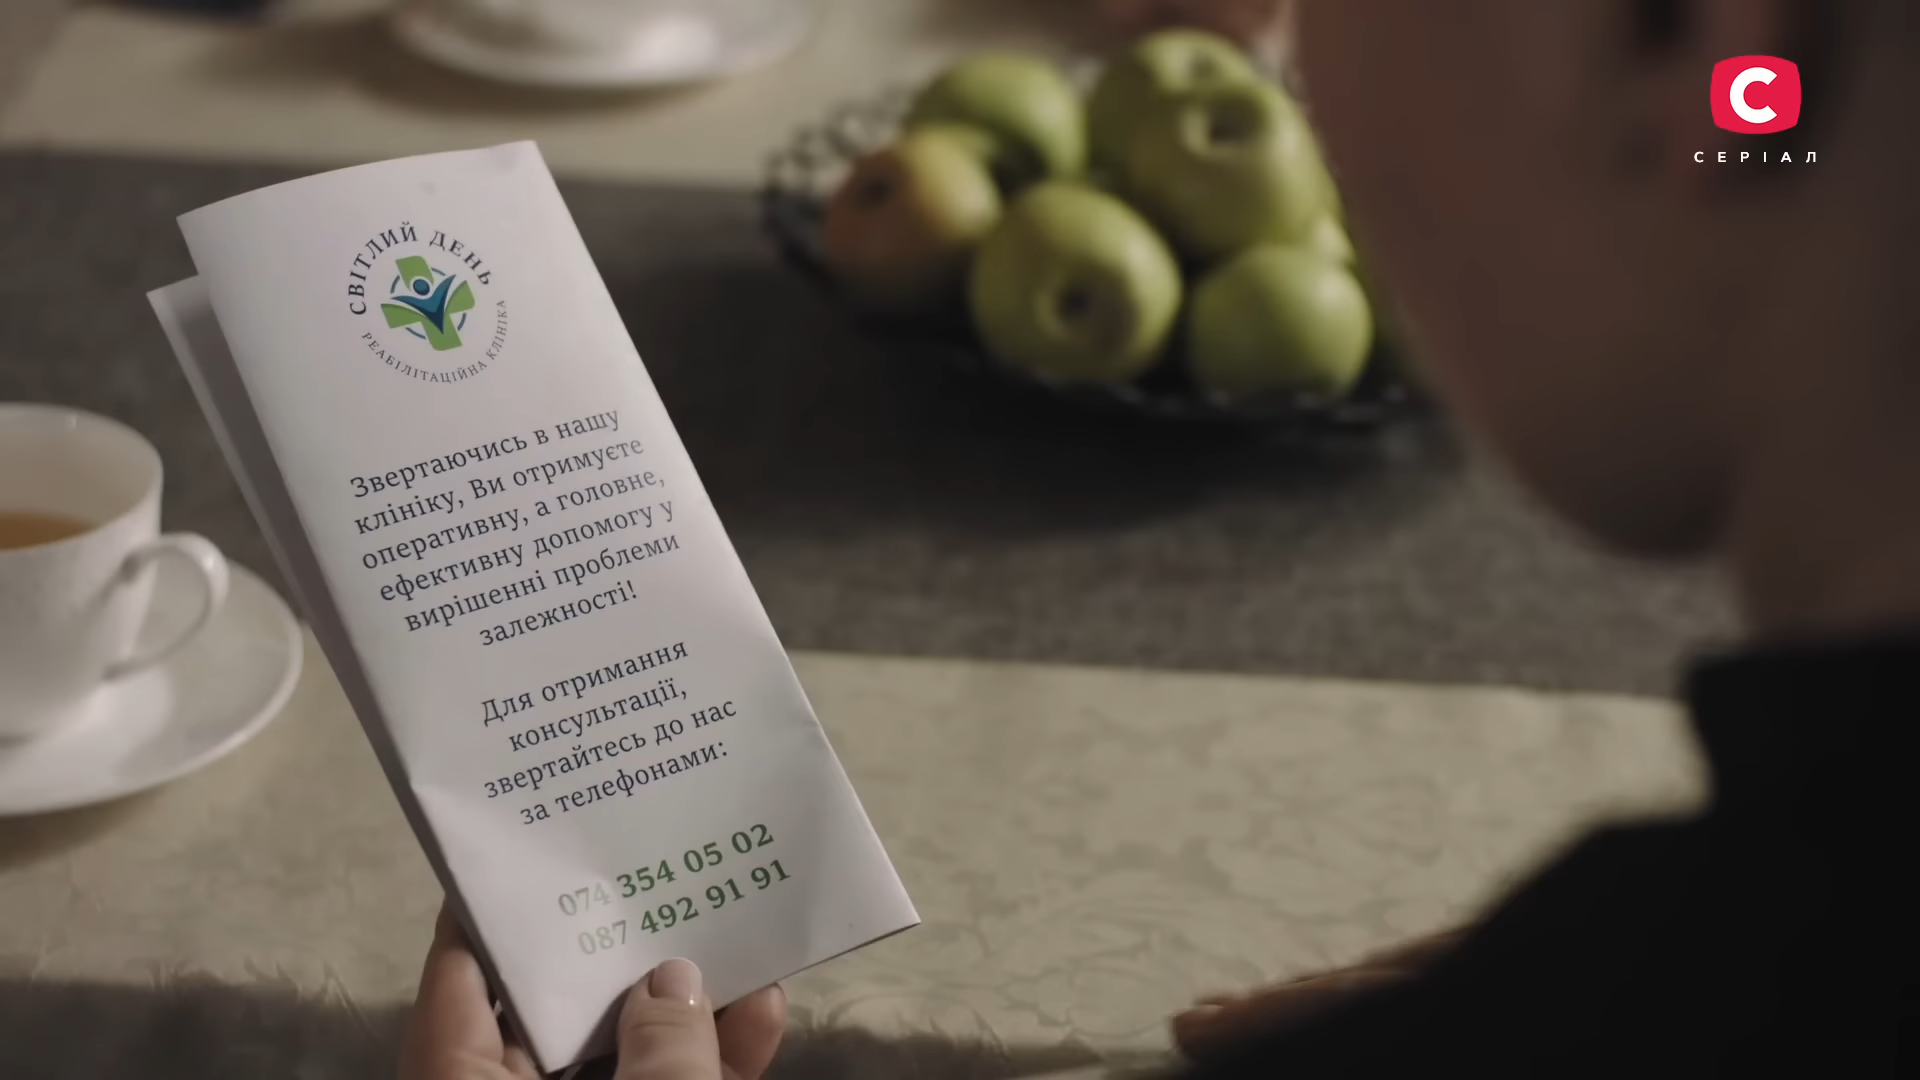 СВІТЛИЙ ДЕНЬ
РЕАБІЛІТАЦІЙНА КЛІНІКА
Звертаючись в нашу
клініку, Ви отримуєте
оперативну, а головне,
ефективну допомогу у
вирішенні проблеми
залежності!
Для отримання
консультації,
звертайтесь до нас
за телефонами:
074 354 05 02
087 492 91 91
С
СЕРІАЛ